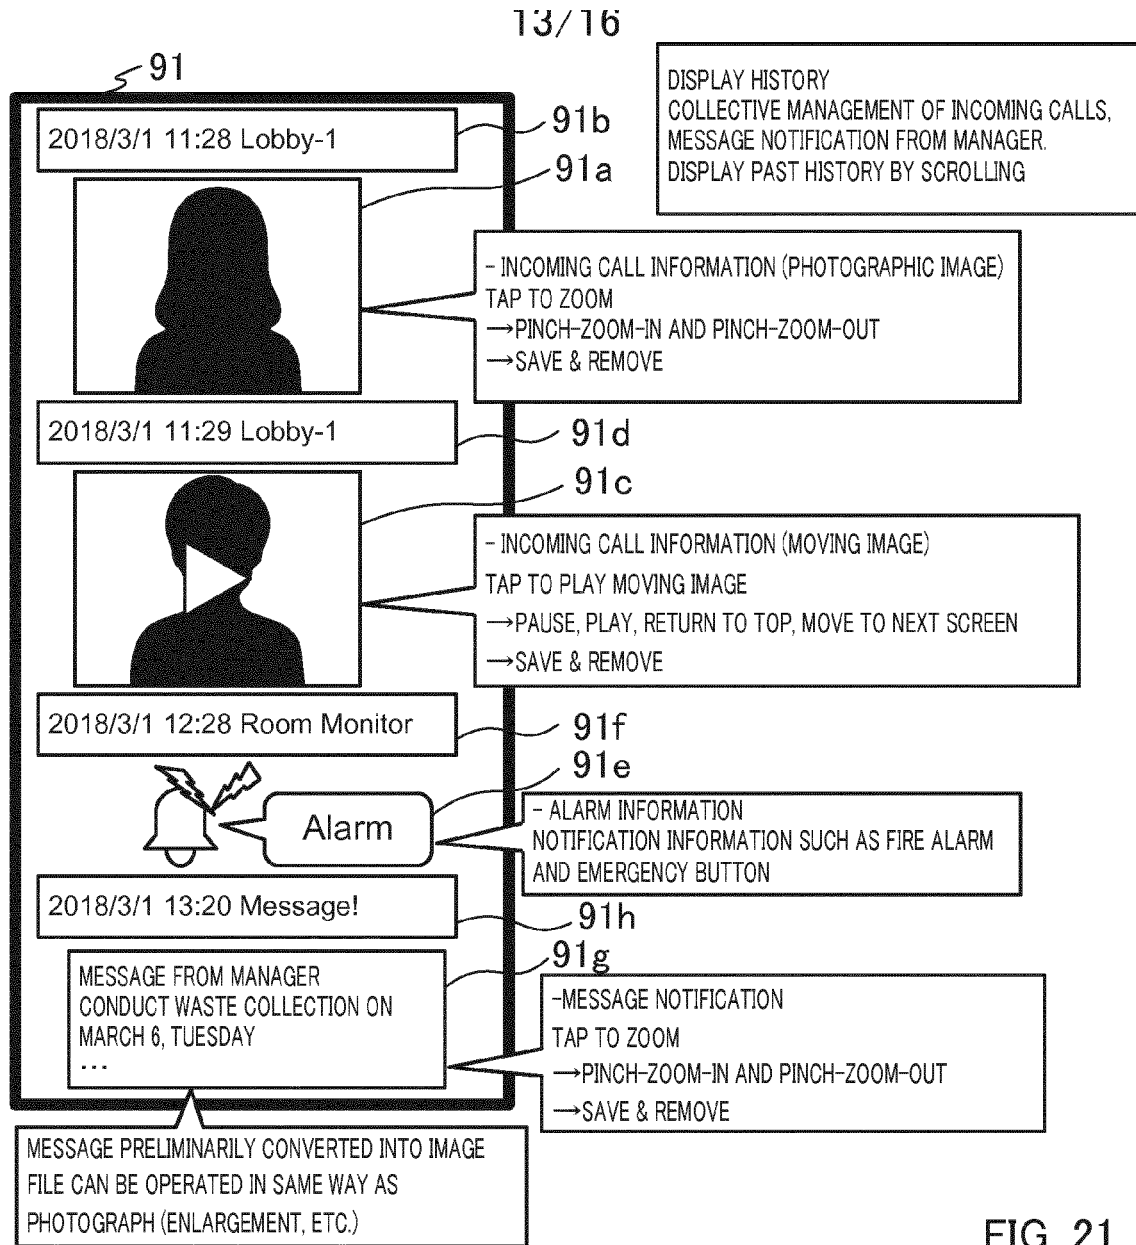 13/16
91
DISPLAY HISTORY
COLLECTIVE MANAGEMENT OF INCOMING CALLS,
MESSAGE NOTIFICATION FROM MANAGER.
DISPLAY PAST HISTORY BY SCROLLING
2018/3/1 11:28 Lobby-1
91b
91a
- INCOMING CALL INFORMATION (PHOTOGRAPHIC IMAGE)
TAP TO ZOOM
→PINCH-ZOOM-IN AND PINCH-ZOOM-OUT
→SAVE & REMOVE
2018/3/1 11:29 Lobby-1
91d
91c
- INCOMING CALL INFORMATION (MOVING IMAGE)
TAP TO PLAY MOVING IMAGE
→PAUSE, PLAY, RETURN TO TOP, MOVE TO NEXT SCREEN
→SAVE & REMOVE
2018/3/1 12:28 Room Monitor
91f
91e
Alarm
- ALARM INFORMATION
NOTIFICATION INFORMATION SUCH AS FIRE ALARM
AND EMERGENCY BUTTON
2018/3/1 13:20 Message!
91h
91g
MESSAGE FROM MANAGER
CONDUCT WASTE COLLECTION ON
MARCH 6, TUESDAY
...
-MESSAGE NOTIFICATION
TAP TO ZOOM
→PINCH-ZOOM-IN AND PINCH-ZOOM-OUT
→SAVE & REMOVE
MESSAGE PRELIMINARILY CONVERTED INTO IMAGE
FILE CAN BE OPERATED IN SAME WAY AS
PHOTOGRAPH (ENLARGEMENT, ETC.)
FIG. 21